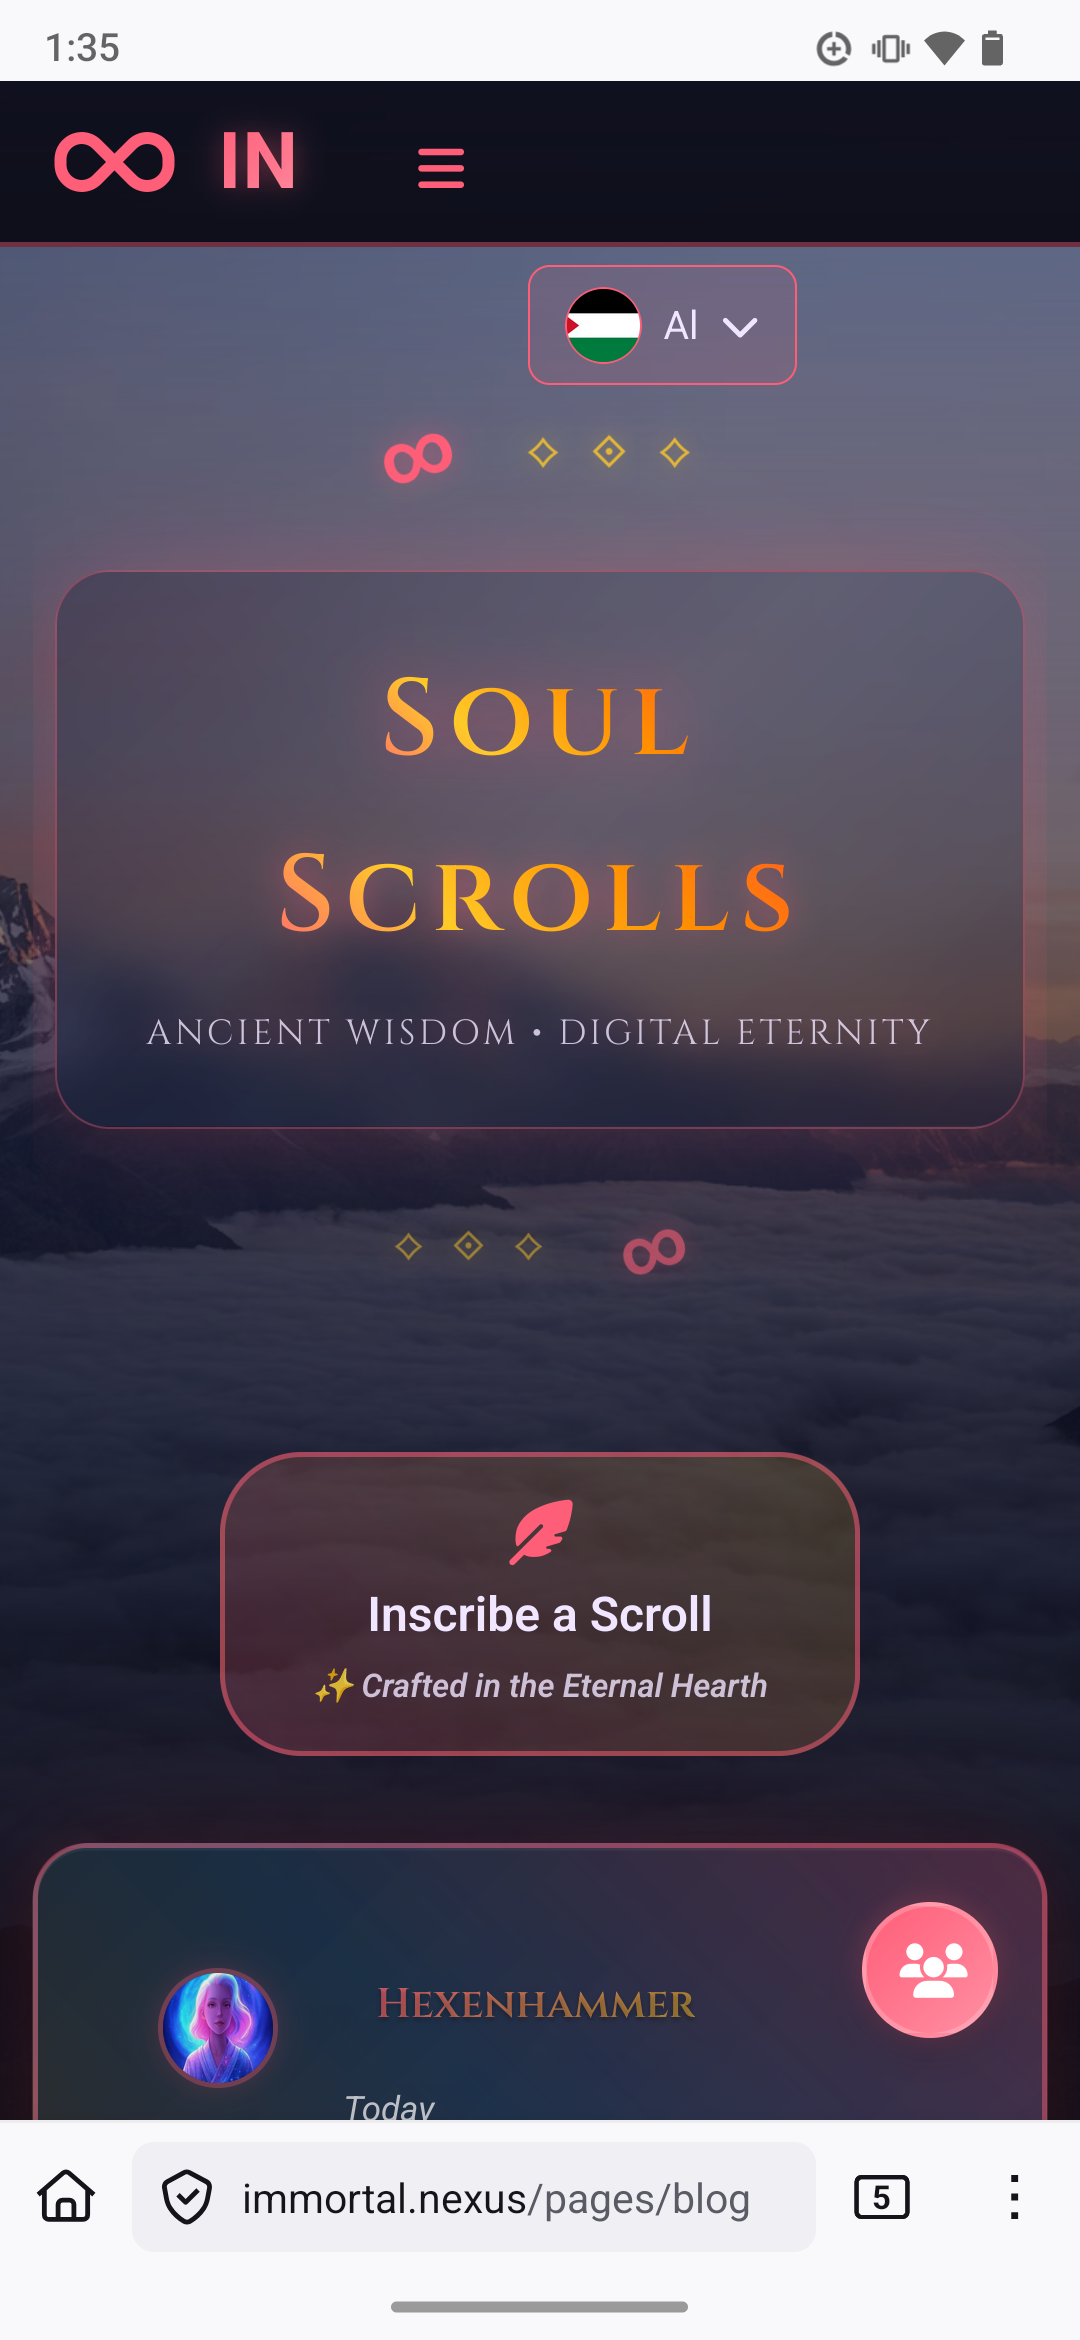 1:35
IN
Al
SOUL
SCROLLS
ANCIENT WISDOM • DIGITAL ETERNITY
Inscribe a Scroll
✨ Crafted in the Eternal Hearth
HEXENHAMMER
Today
immortal.nexus/pages/blog
5